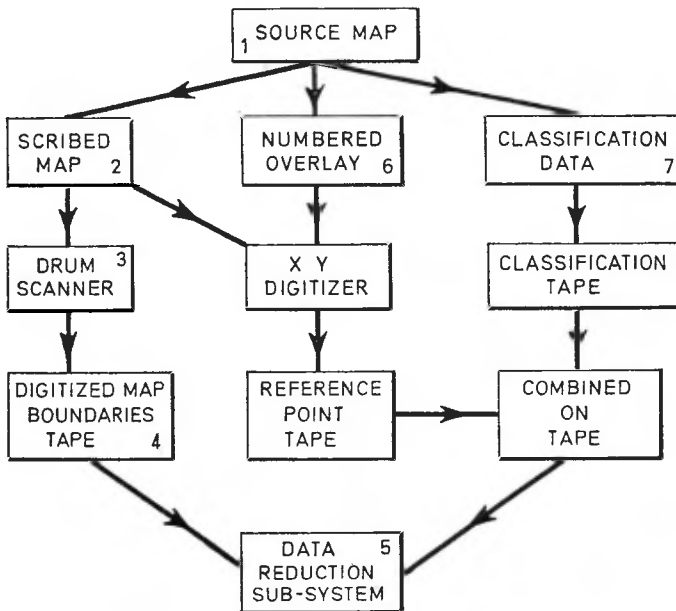 1 SOURCE MAP
SCRIBED
MAP 2
NUMBERED
OVERLAY 6
CLASSIFICATION
DATA 7
DRUM 3
SCANNER
X Y
DIGITIZER
CLASSIFICATION
TAPE
DIGITIZED MAP
BOUNDARIES
TAPE 4
REFERENCE
POINT
TAPE
COMBINED
ON
TAPE
DATA 5
REDUCTION
SUB-SYSTEM